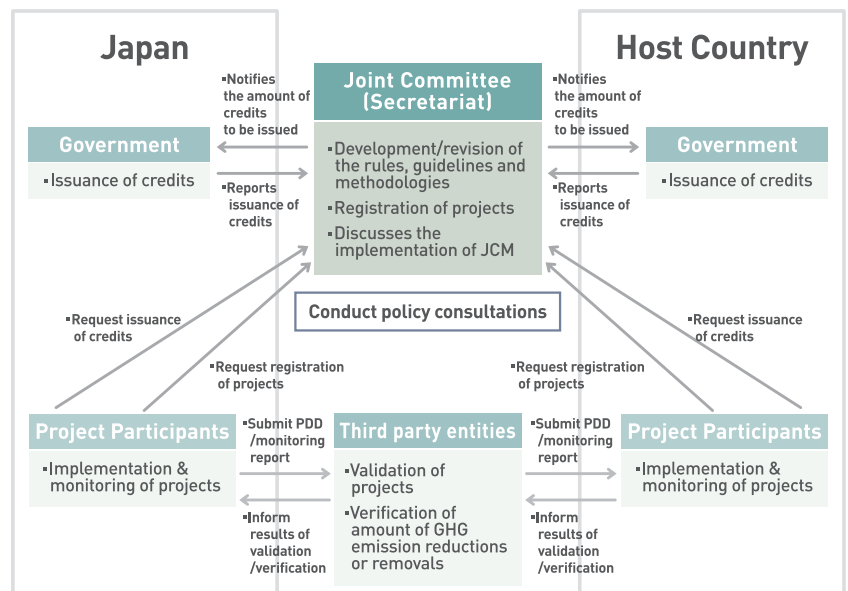 Japan
Host Country
▪Notifies
the amount of
credits
to be issued
Joint Committee
(Secretariat)
▪Notifies
the amount of
credits
to be issued
Government
▪Issuance of credits
▪Development/revision of
the rules, guidelines and
methodologies
▪Registration of projects
▪Discusses the
implementation of JCM
Government
▪Issuance of credits
▪Reports
issuance of
credits
▪Reports
issuance of
credits
Conduct policy consultations
▪Request issuance
of credits
▪Request issuance
of credits
▪Request registration
of projects
▪Request registration
of projects
Project Participants
▪Implementation &
monitoring of projects
▪Submit PDD
/monitoring
report
Third party entities
▪Validation of
projects
▪Verification of
amount of GHG
emission reductions
or removals
▪Submit PDD
/monitoring
report
Project Participants
▪Implementation &
monitoring of projects
▪Inform
results of
validation
/verification
▪Inform
results of
validation
/verification